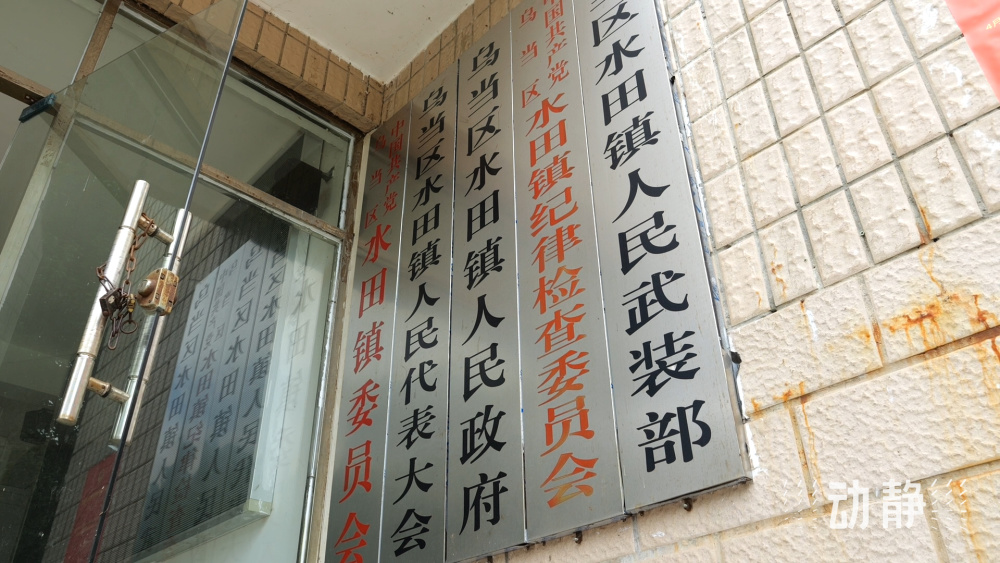 中国共产党
乌当区
水田镇委员会
乌当区水田镇人民代表大会
乌当区水田镇人民政府
中国共产党
乌当区
水田镇纪律检查委员会
当区水田镇人民武装部
动静